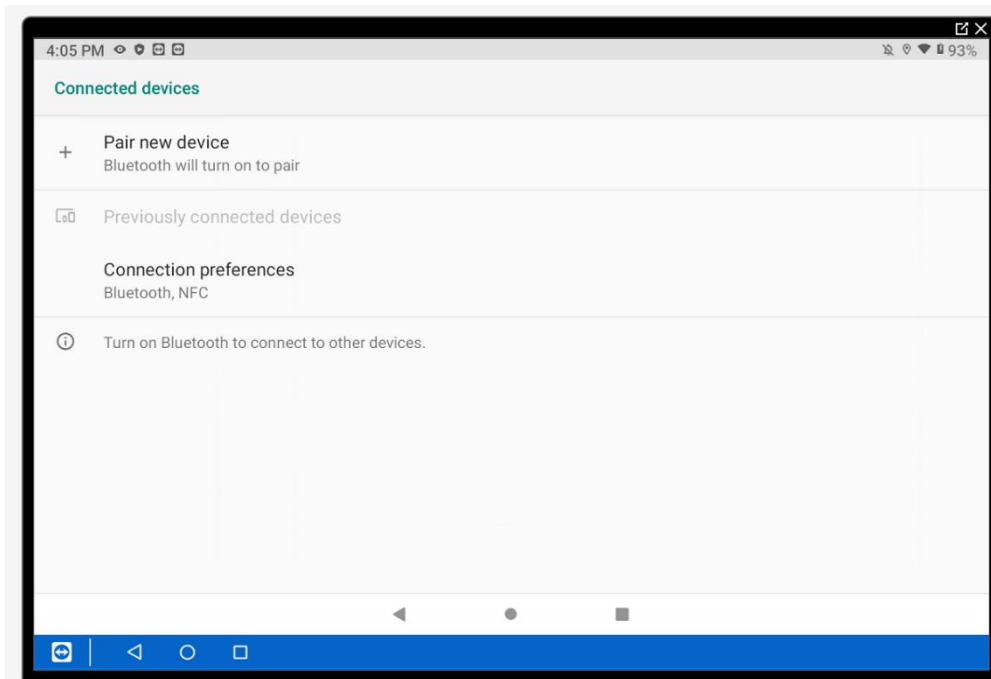 4:05 PM 93%
Connected devices
Pair new device
Bluetooth will turn on to pair
Previously connected devices
Connection preferences
Bluetooth, NFC
Turn on Bluetooth to connect to other devices.